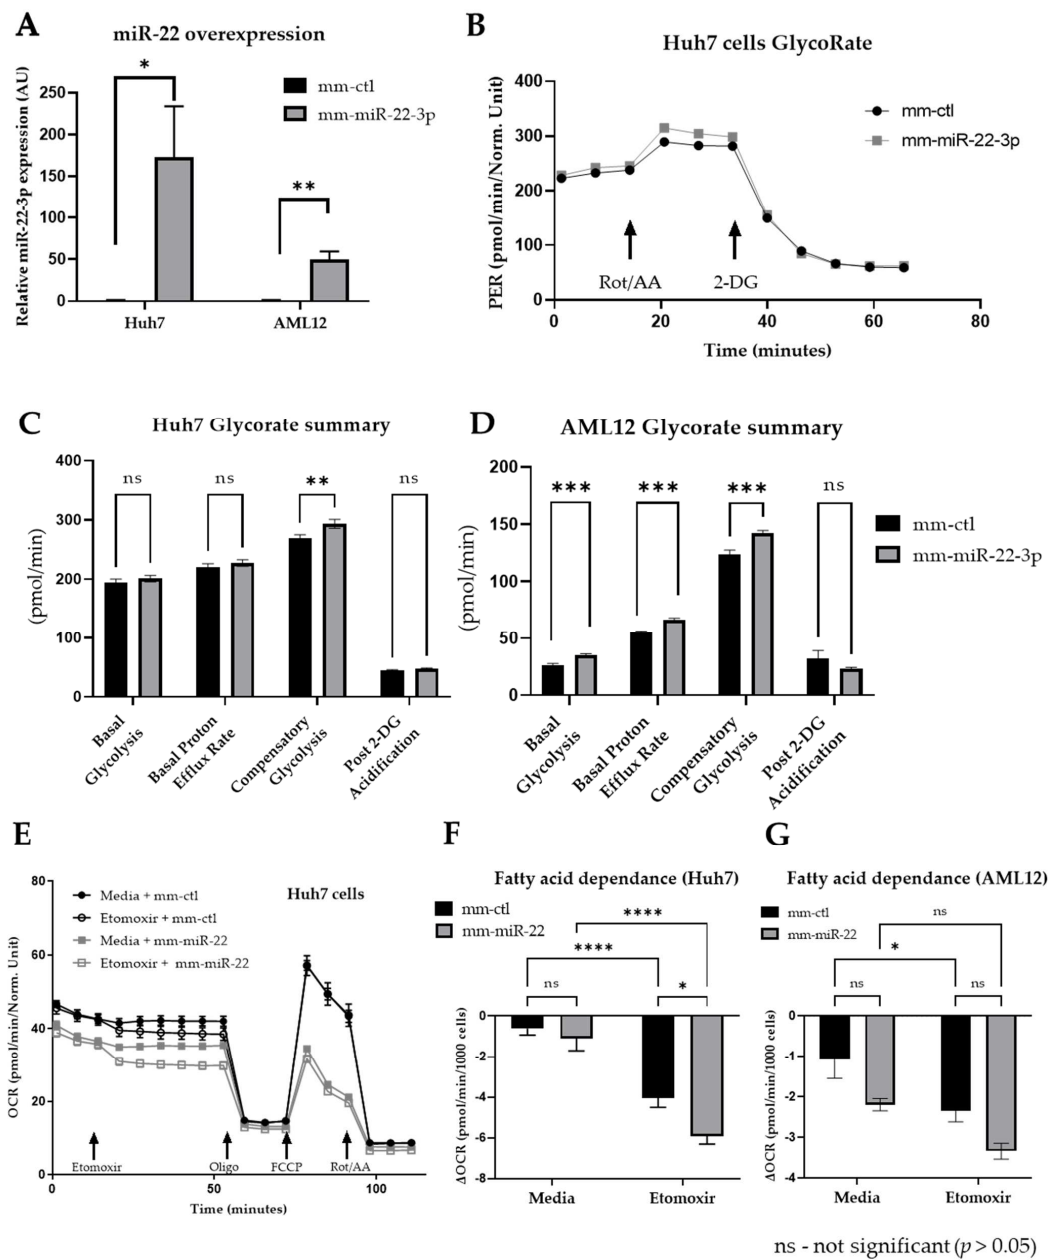 A
miR-22 overexpression
Relative miR-22-3p expression (AU)
250
200
150
100
50
0
*
**
mm-ctl
mm-miR-22-3p
Huh7
AML12
B
Huh7 cells GlycoRate
PER (pmol/min/Norm. Unit)
400
300
200
100
0
mm-ctl
mm-miR-22-3p
Rot/AA
2-DG
0
20
40
60
80
Time (minutes)
C
Huh7 Glycorate summary
(pmol/min)
400
300
200
100
0
ns
ns
**
ns
Basal
Glycolysis
Basal Proton
Efflux Rate
Compensatory
Glycolysis
Post 2-DG
Acidification
D
AML12 Glycorate summary
(pmol/min)
200
150
100
50
0
***
***
***
ns
mm-ctl
mm-miR-22-3p
Basal
Glycolysis
Basal Proton
Efflux Rate
Compensatory
Glycolysis
Post 2-DG
Acidification
E
Huh7 cells
OCR (pmol/min/Norm. Unit)
80
60
40
20
0
Media + mm-ctl
Etomoxir + mm-ctl
Media + mm-miR-22
Etomoxir + mm-miR-22
Etomoxir
Oligo
FCCP
Rot/AA
0
50
100
Time (minutes)
F
Fatty acid dependance (Huh7)
mm-ctl
mm-miR-22
****
****
ns
*
ΔOCR (pmol/min/1000 cells)
0
-2
-4
-6
-8
Media
Etomoxir
G
Fatty acid dependance (AML12)
mm-ctl
mm-miR-22
ns
*
ns
ns
ΔOCR (pmol/min/1000 cells)
0
-1
-2
-3
-4
Media
Etomoxir
ns - not significant (p > 0.05)